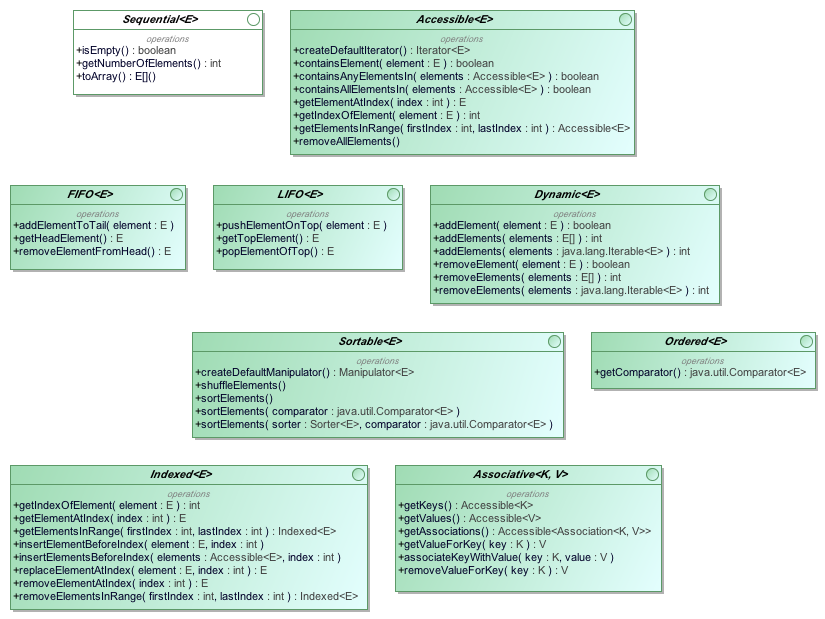 Sequential<E>
operations
+isEmpty() : boolean
+getNumberOfElements() : int
+toArray() : E[]()
Accessible<E>
operations
+createDefaultIterator() : Iterator<E>
+containsElement( element : E ) : boolean
+containsAnyElementsIn( elements : Accessible<E> ) : boolean
+containsAllElementsIn( elements : Accessible<E> ) : boolean
+getElementAtIndex( index : int ) : E
+getIndexOfElement( element : E ) : int
+getElementsInRange( firstIndex : int, lastIndex : int ) : Accessible<E>
+removeAllElements()
FIFO<E>
operations
+addElementToTail( element : E )
+getHeadElement() : E
+removeElementFromHead() : E
LIFO<E>
operations
+pushElementOnTop( element : E )
+getTopElement() : E
+popElementOfTop() : E
Dynamic<E>
operations
+addElement( element : E ) : boolean
+addElements( elements : E[] ) : int
+addElements( elements : java.lang.Iterable<E> ) : int
+removeElement( element : E ) : boolean
+removeElements( elements : E[] ) : int
+removeElements( elements : java.lang.Iterable<E> ) : int
Sortable<E>
operations
+createDefaultManipulator() : Manipulator<E>
+shuffleElements()
+sortElements()
+sortElements( comparator : java.util.Comparator<E> )
+sortElements( sorter : Sorter<E>, comparator : java.util.Comparator<E> )
Ordered<E>
operations
+getComparator() : java.util.Comparator<E>
Indexed<E>
operations
+getIndexOfElement( element : E ) : int
+getElementAtIndex( index : int ) : E
+getElementsInRange( firstIndex : int, lastIndex : int ) : Indexed<E>
+insertElementBeforeIndex( element : E, index : int )
+insertElementsBeforeIndex( elements : Accessible<E>, index : int )
+replaceElementAtIndex( element : E, index : int ) : E
+removeElementAtIndex( index : int ) : E
+removeElementsInRange( firstIndex : int, lastIndex : int ) : Indexed<E>
Associative<K, V>
operations
+getKeys() : Accessible<K>
+getValues() : Accessible<V>
+getAssociations() : Accessible<Association<K, V>>
+getValueForKey( key : K ) : V
+associateKeyWithValue( key : K, value : V )
+removeValueForKey( key : K ) : V